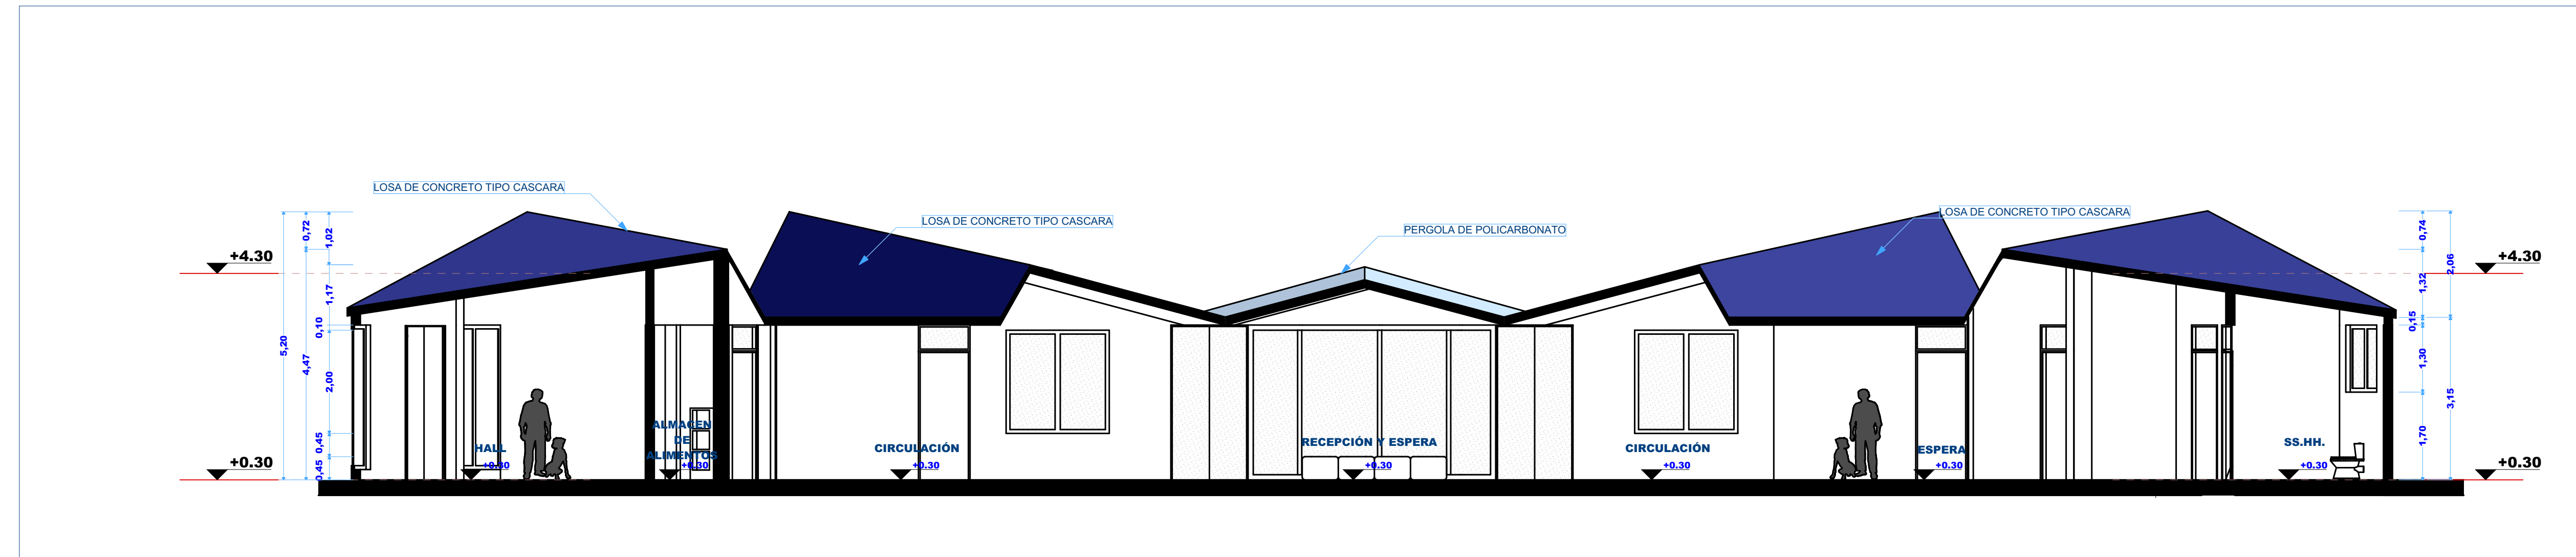 LOSA DE CONCRETO TIPO CASCARA
LOSA DE CONCRETO TIPO CASCARA
PERGOLA DE POLICARBONATO
LOSA DE CONCRETO TIPO CASCARA
+4.30
+4.30
5,20
0,72
4,47
1,02
1,17
0,10
2,00
0,45
0,45
0,74
1,32
0,15
1,30
1,70
2,06
3,15
+0.30
+0.30
HALL
+0.30
ALMACEN
DE
ALIMENTOS
+0.30
CIRCULACIÓN
+0.30
RECEPCIÓN Y ESPERA
+0.30
CIRCULACIÓN
+0.30
ESPERA
+0.30
SS.HH.
+0.30